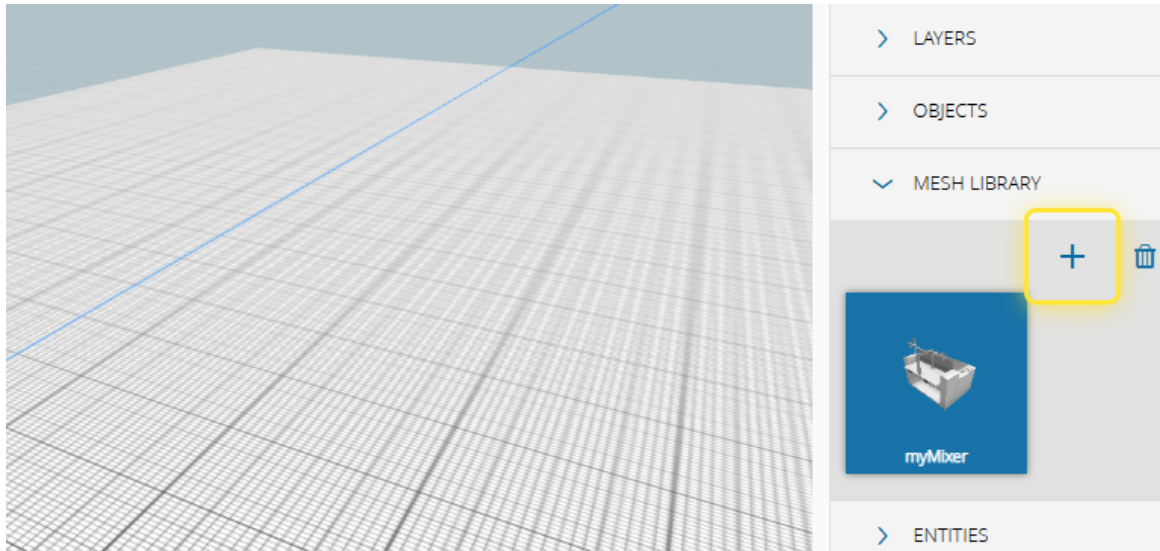 LAYERS
OBJECTS
MESH LIBRARY
myMixer
ENTITIES